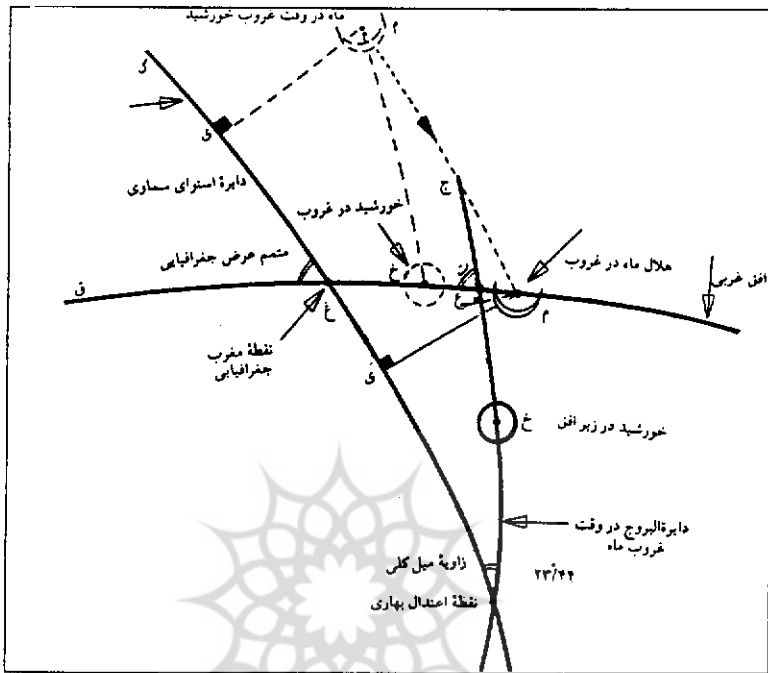 ماه در وقت غروب خورشید
م
ق
دایرهٔ استوای سماوی
خورشید در غروب
ج
متمم عرض جغرافیایی
هلال ماه در غروب
افق غربی
ق
غ
م
نقطهٔ مغرب
جغرافیایی
خ
خورشید در زیر افق
دایرةالبروج در وقت
غروب ماه
زاویهٔ میل کلی
۲۳/۴۴
نقطهٔ اعتدال بهاری